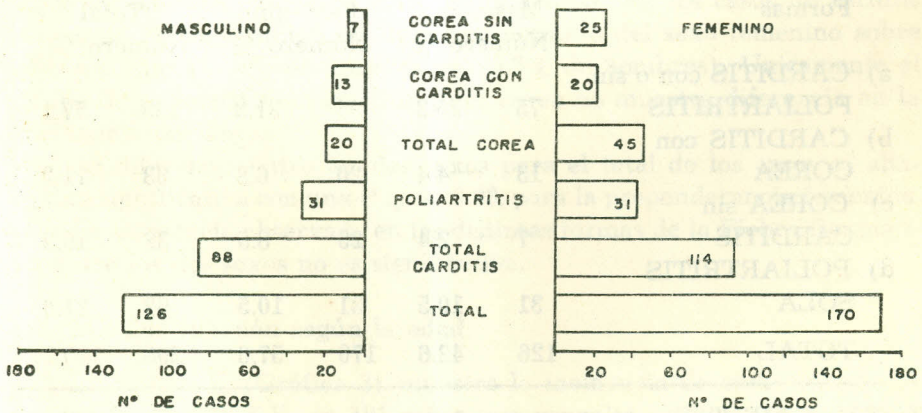 MASCULINO FEMENINO
7 COREA SIN CARDITIS 25
13 COREA CON CARDITIS 20
20 TOTAL COREA 45
31 POLIARTRITIS 31
88 TOTAL CARDITIS 114
126 TOTAL 170
190 140 100 60 20 20 60 100 140 180
Nº DE CASOS Nº DE CASOS